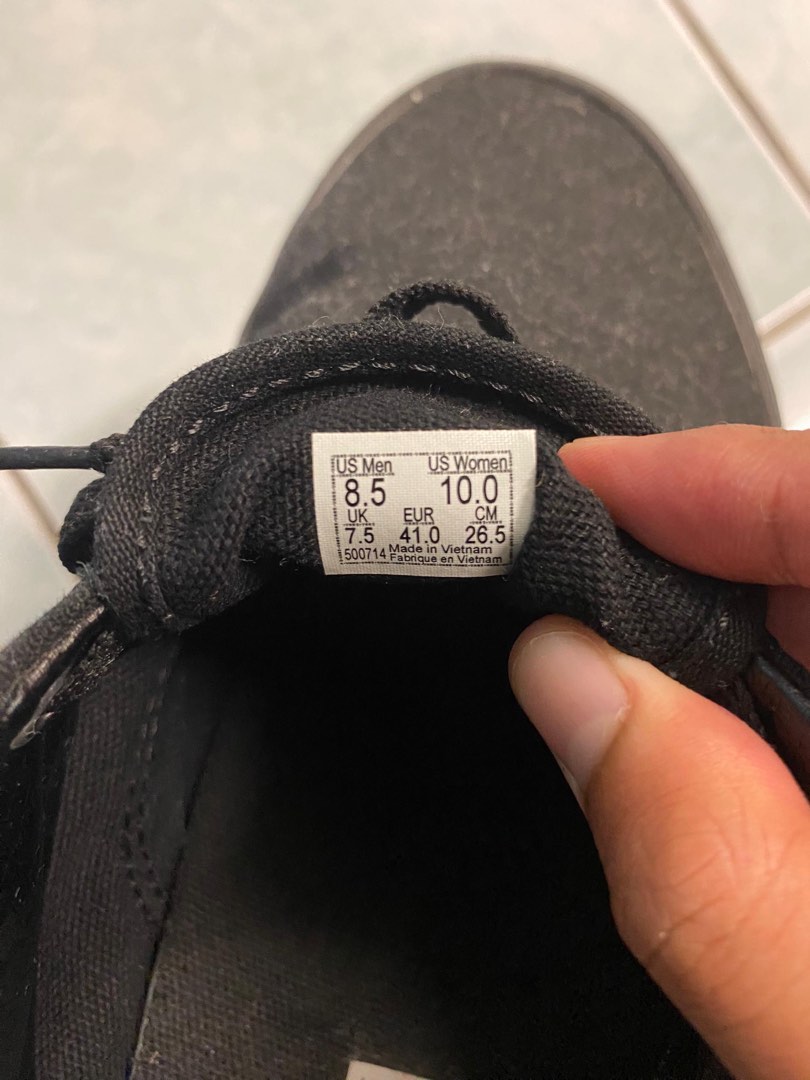 US Men US Women
8.5 10.0
UK EUR CM
7.5 41.0 26.5
500714 Made in Vietnam
Fabrique en Vietnam